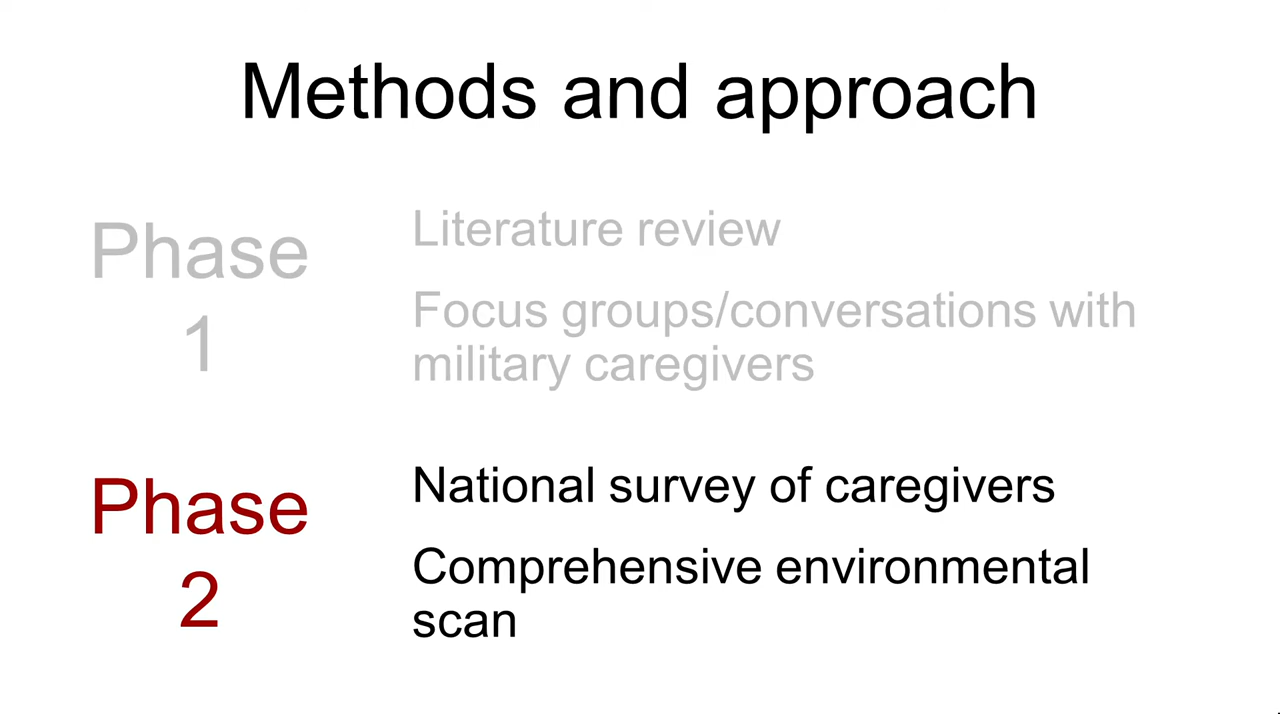 Methods and approach
Phase
1
Literature review
Focus groups/conversations with
military caregivers
Phase
2
National survey of caregivers
Comprehensive environmental
scan